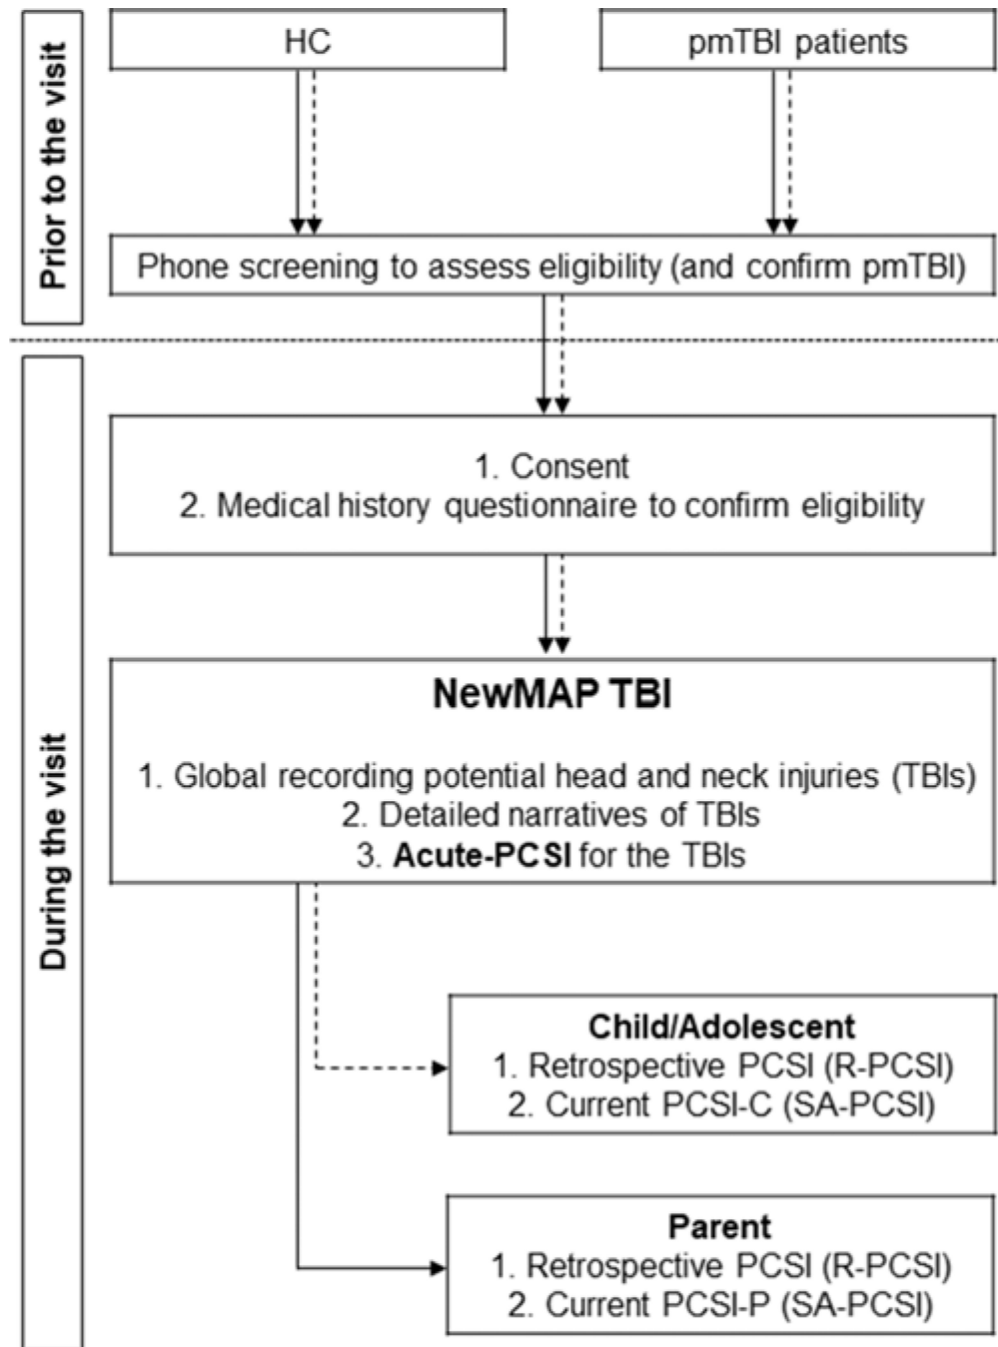 HC
pmTBI patients
Prior to the visit
Phone screening to assess eligibility (and confirm pmTBI)
1. Consent
2. Medical history questionnaire to confirm eligibility
During the visit
NewMAP TBI
1. Global recording potential head and neck injuries (TBIs)
2. Detailed narratives of TBIs
3. Acute-PCSI for the TBIs
Child/Adolescent
1. Retrospective PCSI (R-PCSI)
2. Current PCSI-C (SA-PCSI)
Parent
1. Retrospective PCSI (R-PCSI)
2. Current PCSI-P (SA-PCSI)